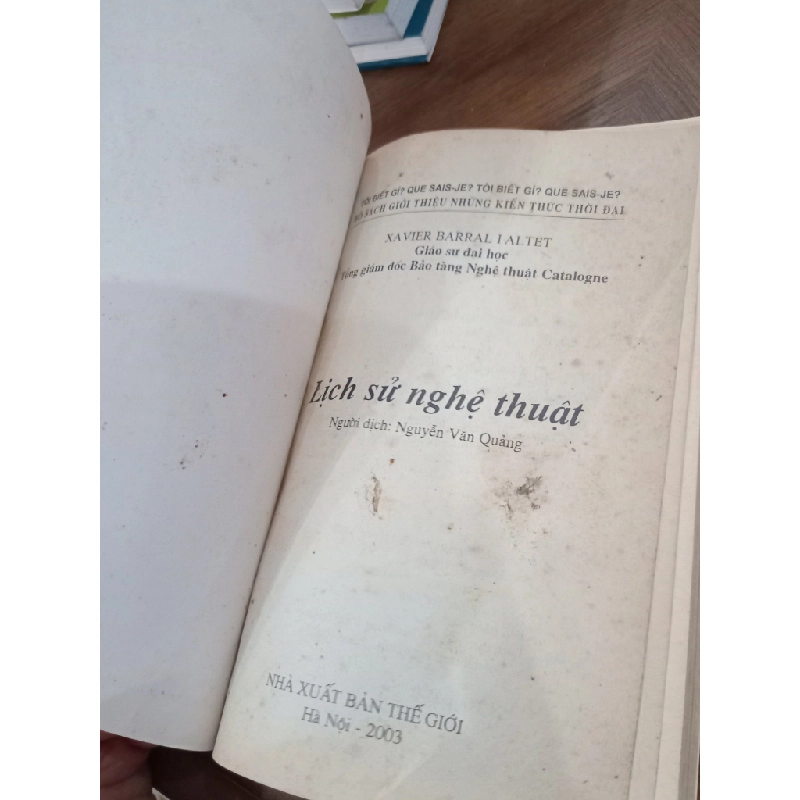 TÔI BIẾT GÌ? QUE SAIS-JE? TÔI BIẾT GÌ? QUE SAIS-JE?
SÁCH GIỚI THIỆU NHỮNG KIẾN THỨC THỜI ĐẠI
XAVIER BARRAL I ALTET
Giáo sư đại học
Tổng giám đốc Bảo tàng Nghệ thuật Catalogne
Lịch sử nghệ thuật
Người dịch: Nguyễn Văn Quảng
NHÀ XUẤT BẢN THẾ GIỚI
Hà Nội - 2003